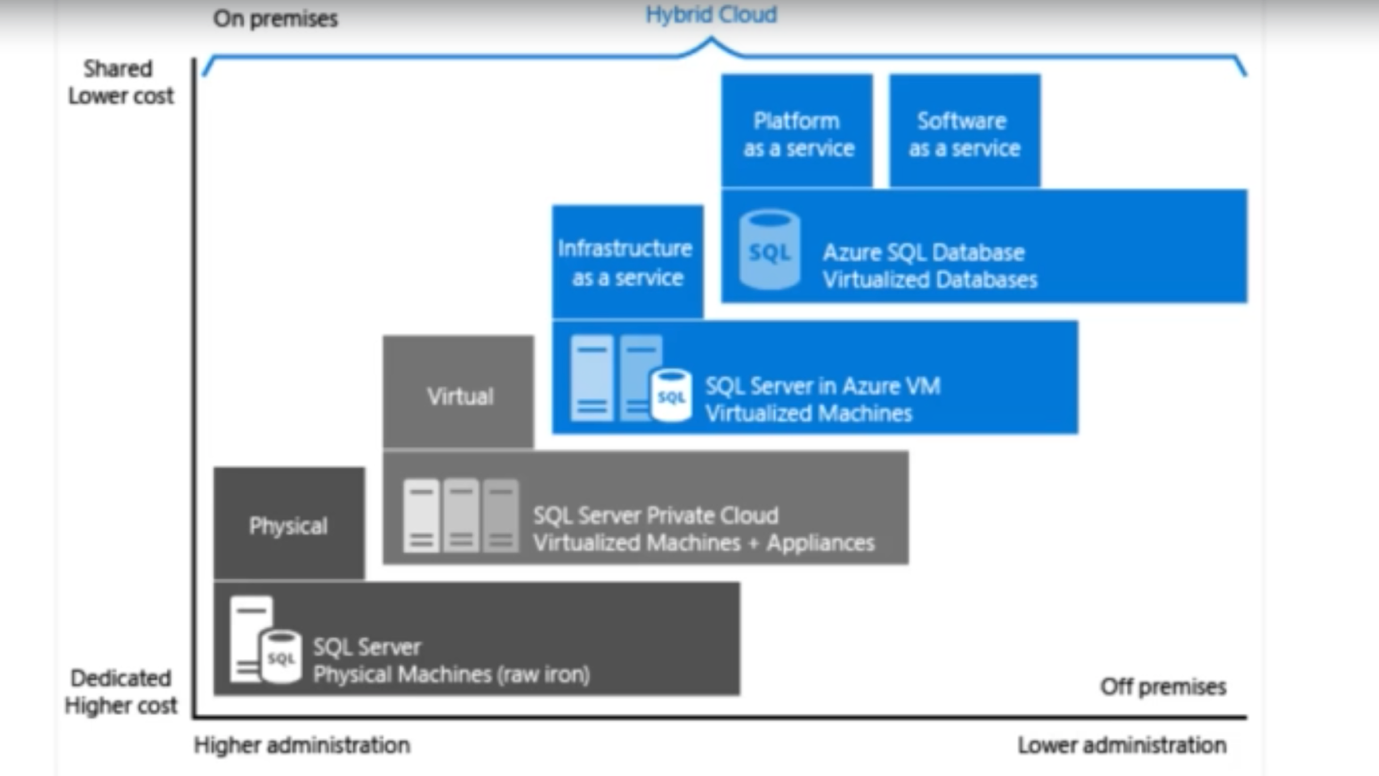 On premises
Hybrid Cloud
Shared
Lower cost
Platform
as a service
Software
as a service
SQL
Azure SQL Database
Virtualized Databases
Infrastructure
as a service
SQL
SQL Server in Azure VM
Virtualized Machines
Virtual
SQL Server Private Cloud
Virtualized Machines + Appliances
Physical
SQL
SQL Server
Physical Machines (raw iron)
Dedicated
Higher cost
Off premises
Higher administration
Lower administration